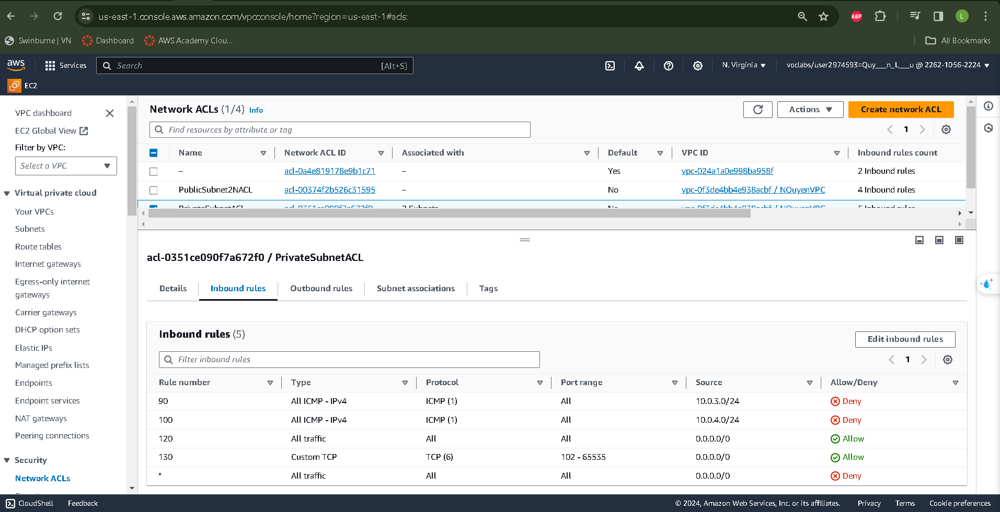 us-east-1.console.aws.amazon.com/vpcconsole/home?region=us-east-1#acls:
ABP
L
Swinburne | VN
Dashboard
AWS Academy Clou...
All Bookmarks
aws
Services
Search
[Alt+S]
N. Virginia
voclabs/user2974593=Quy___n_L___u @ 2262-1056-2224
EC2
VPC dashboard
EC2 Global View
Filter by VPC:
Select a VPC
Virtual private cloud
Your VPCs
Subnets
Route tables
Internet gateways
Egress-only internet
gateways
Carrier gateways
DHCP option sets
Elastic IPs
Managed prefix lists
Endpoints
Endpoint services
NAT gateways
Peering connections
Security
Network ACLs
Network ACLs (1/4) Info
Actions
Create network ACL
Find resources by attribute or tag
1
Name Network ACL ID Associated with Default VPC ID Inbound rules count
– acl-0a4e819178e9b1c71 – Yes vpc-024a1a0e998ba958f 2 Inbound rules
PublicSubnet2NACL acl-00374f2b526c31595 – No vpc-0f3de4bb4e938acbf / NQuyenVPC 4 Inbound rules
PrivateSubnetACL acl-0351ce090f7a672f0 Subnets No vpc-0f3de4bb4e938acbf / NQuyenVPC 5 Inbound rules
acl-0351ce090f7a672f0 / PrivateSubnetACL
Details
Inbound rules
Outbound rules
Subnet associations
Tags
Inbound rules (5)
Edit inbound rules
Filter inbound rules
1
Rule number Type Protocol Port range Source Allow/Deny
90 All ICMP - IPv4 ICMP (1) All 10.0.3.0/24 Deny
100 All ICMP - IPv4 ICMP (1) All 10.0.4.0/24 Deny
120 All traffic All All 0.0.0.0/0 Allow
130 Custom TCP TCP (6) 102 - 65535 0.0.0.0/0 Allow
* All traffic All All 0.0.0.0/0 Deny
CloudShell
Feedback
© 2024, Amazon Web Services, Inc. or its affiliates.
Privacy
Terms
Cookie preferences